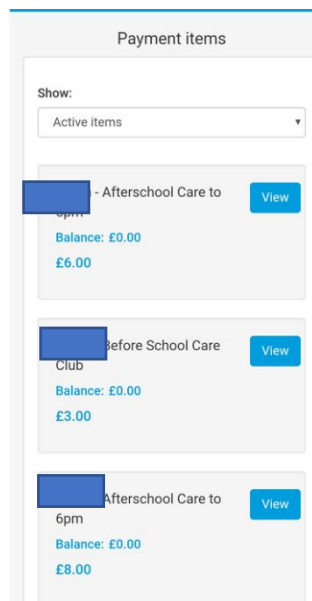 Payment items
Show:
Active items
- Afterschool Care to
View
Balance: £0.00
£6.00
Before School Care
Club
View
Balance: £0.00
£3.00
Afterschool Care to
6pm
View
Balance: £0.00
£8.00